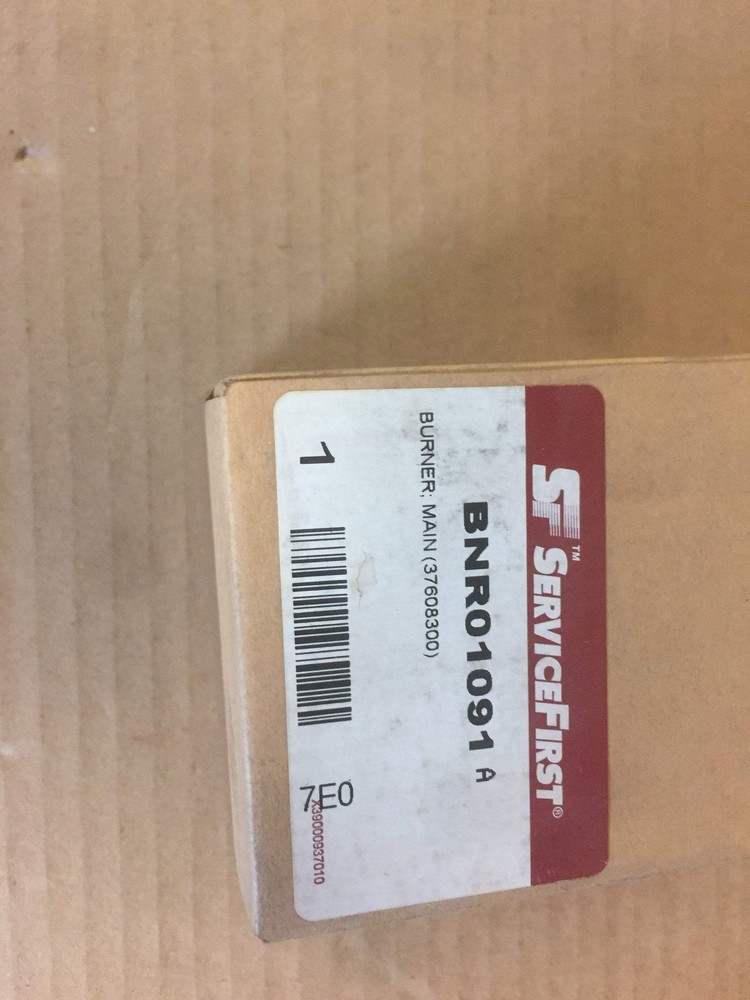 SF™ SERVICEFIRST®
BNR01091 A
BURNER; MAIN (37608300)
1
7E0
X39000937010